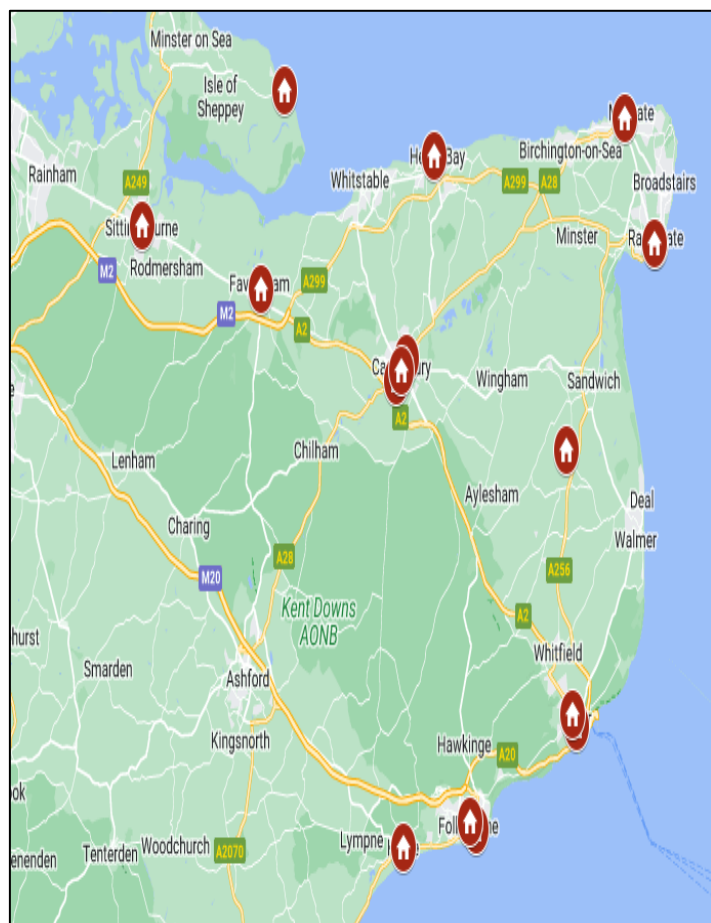 Minster on Sea
Isle of
Sheppey
Rainham
A249
Whitstable
A299
A28
Birchington-on-Sea
Broadstairs
Minster
M2
Rodmersham
M2
A299
A2
Wingham
Sandwich
A2
Chilham
Lenham
Aylesham
Deal
Walmer
Charing
M20
A28
A256
Kent Downs
AONB
A2
Whitfield
Smarden
Ashford
Kingsnorth
Hawkinge
A20
Lympne
Woodchurch
Tenterden
A2070